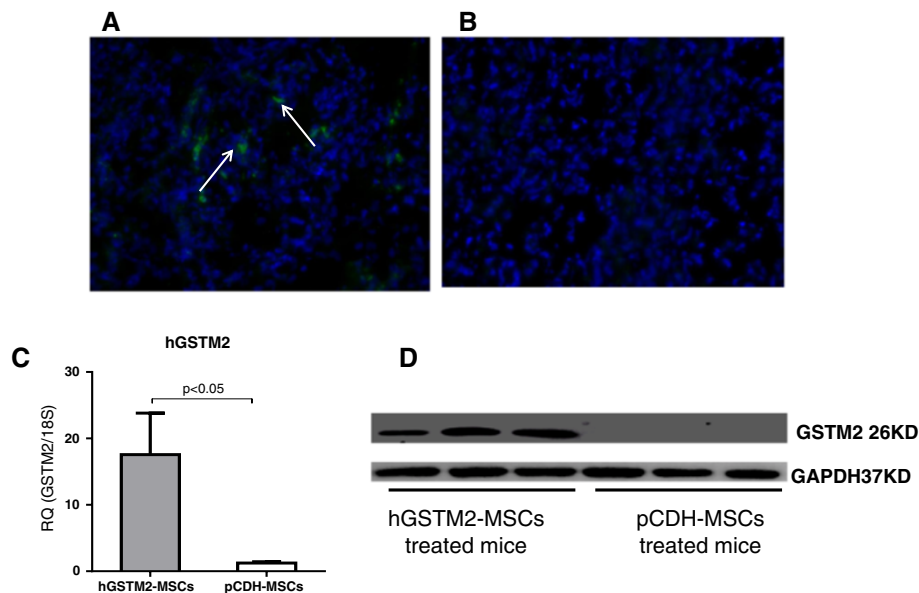 A
B
C
hGSTM2
30
20
10
0
RQ (GSTM2/18S)
p<0.05
hGSTM2-MSCs
pCDH-MSCs
D
GSTM2 26KD
GAPDH37KD
hGSTM2-MSCs
treated mice
pCDH-MSCs
treated mice